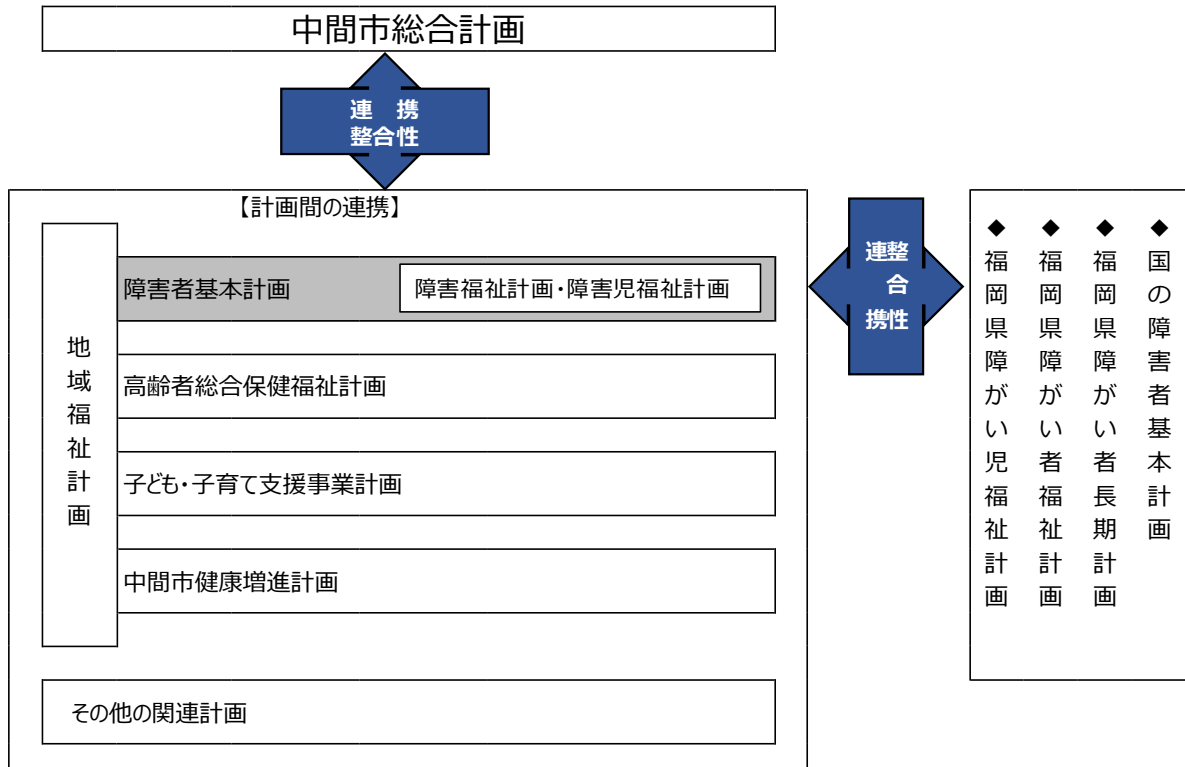 中間市総合計画
連　携
整合性
【計画間の連携】
地域福祉計画
障害者基本計画
障害福祉計画・障害児福祉計画
高齢者総合保健福祉計画
子ども・子育て支援事業計画
中間市健康増進計画
その他の関連計画
連携
整合性
◆国の障害者基本計画
◆福岡県障がい者長期計画
◆福岡県障がい者福祉計画
◆福岡県障がい児福祉計画